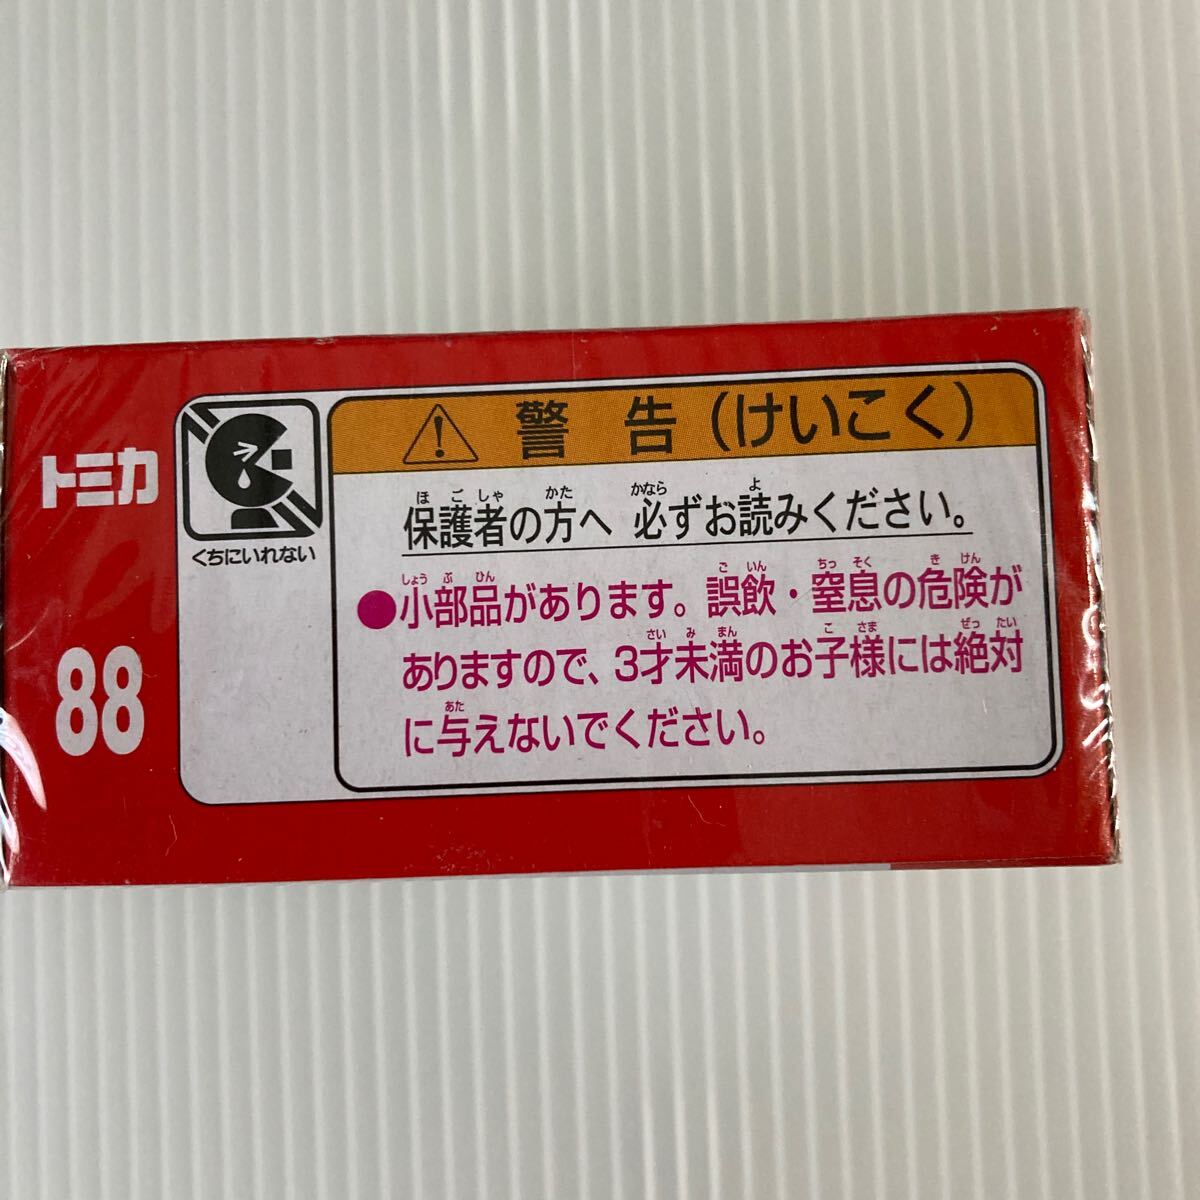 トミカ
88
くちにいれない
警告(けいこく)
ほごしゃ かた かなら よ
保護者の方へ 必ずお読みください。
しょうぶひん ごいん ちっそく きけん
●小部品があります。誤飲・窒息の危険が
さいみまん こさま ぜったい
ありますので、3才未満のお子様には絶対
あた
に与えないでください。